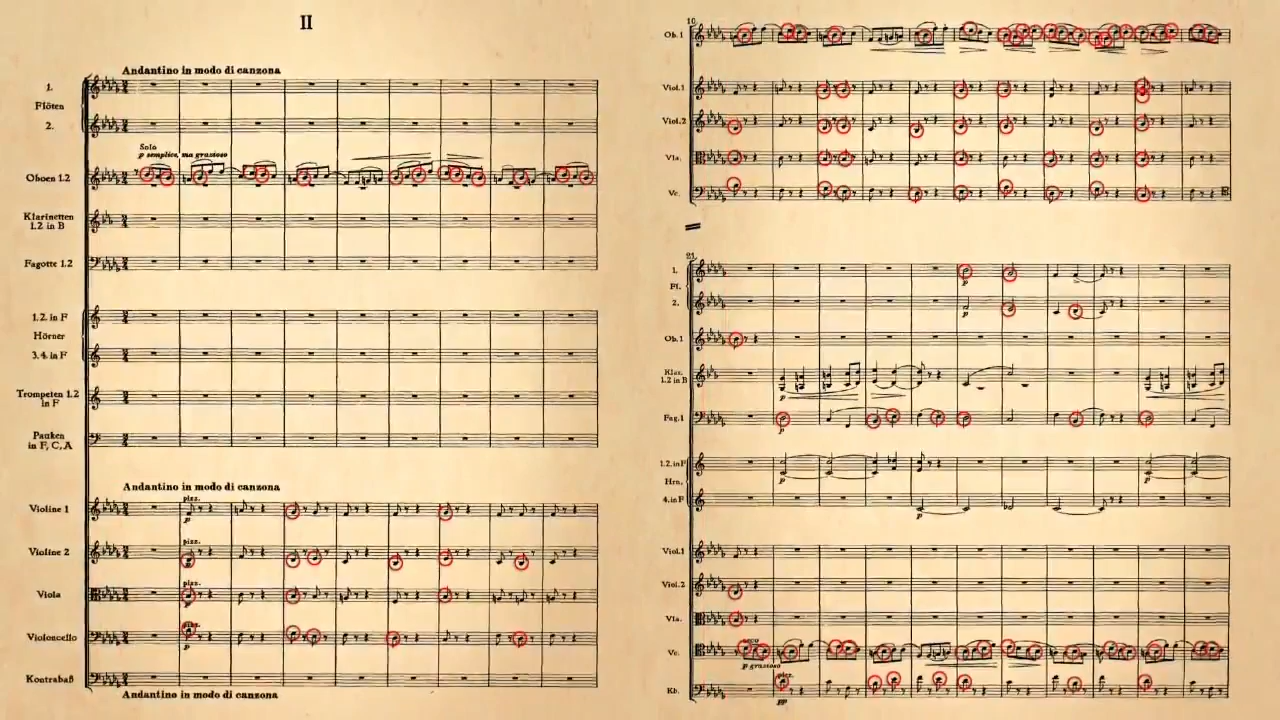 II
Andantino in modo di canzona
1.
Flöten
2.
Solo
p semplice, ma grazioso
Oboen 1.2
Klarinetten
1.2 in B
Fagotte 1.2
1.2. in F
Hörner
3.4. in F
Trompeten 1.2
in F
Pauken
in F, C, A
Andantino in modo di canzona
Violine 1
pizz.
p
Violine 2
pizz.
p
Viola
pizz.
p
Violoncello
pizz.
p
Kontrabaß
Andantino in modo di canzona
10
Ob.1
Viol.1
Viol.2
Vla.
Vc.
21
1.
Fl.
2.
p
p
Ob.1
Klar.
1.2 in B
p
Fag.1
p
1.2. in F
Hrn.
p
p
4. in F
p
Viol.1
Viol.2
Vla.
Vc.
p grazioso
Kb.
pizz.
pp